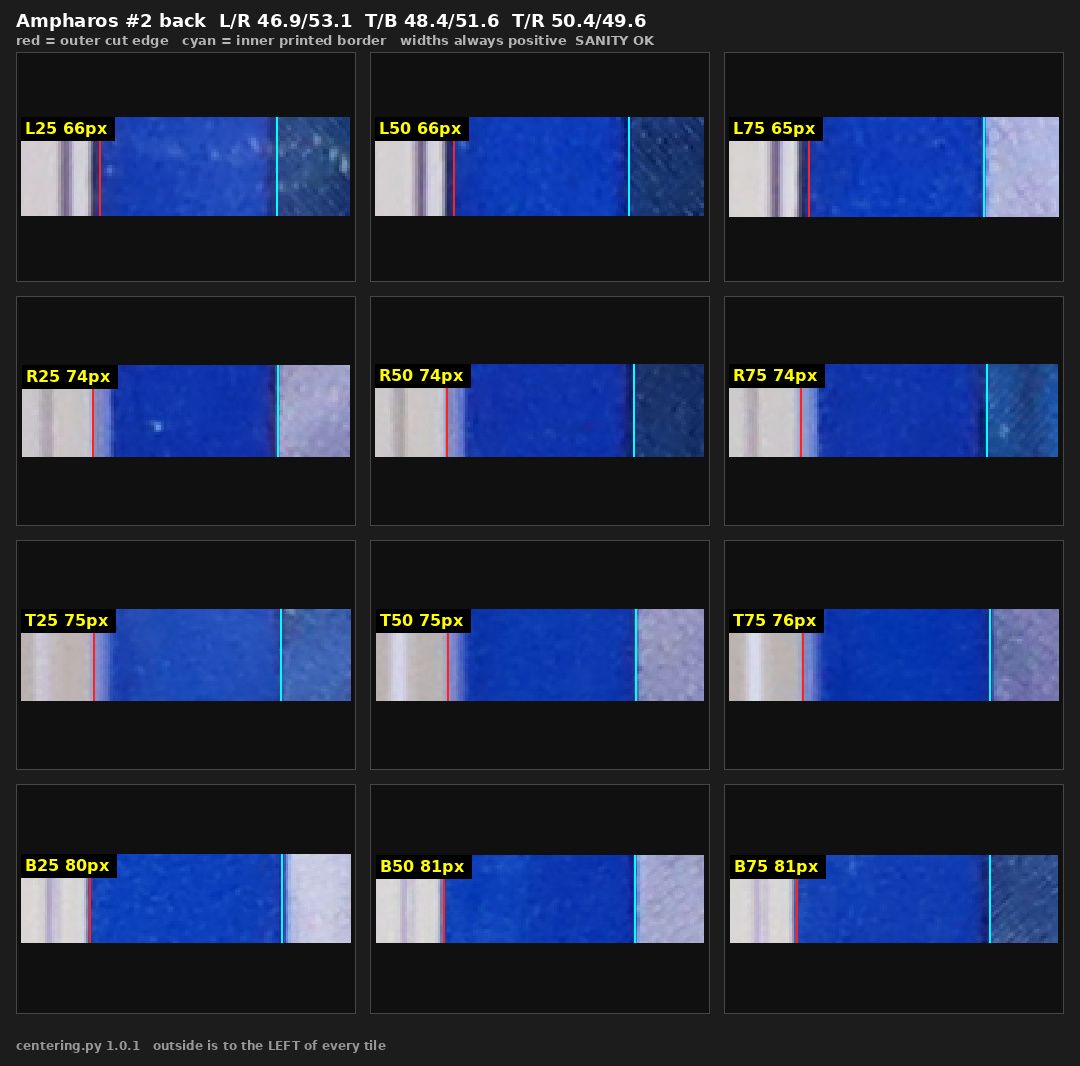 Ampharos #2 back  L/R 46.9/53.1  T/B 48.4/51.6  T/R 50.4/49.6
red = outer cut edge   cyan = inner printed border   widths always positive  SANITY OK
L25 66px
L50 66px
L75 65px
R25 74px
R50 74px
R75 74px
T25 75px
T50 75px
T75 76px
B25 80px
B50 81px
B75 81px
centering.py 1.0.1   outside is to the LEFT of every tile